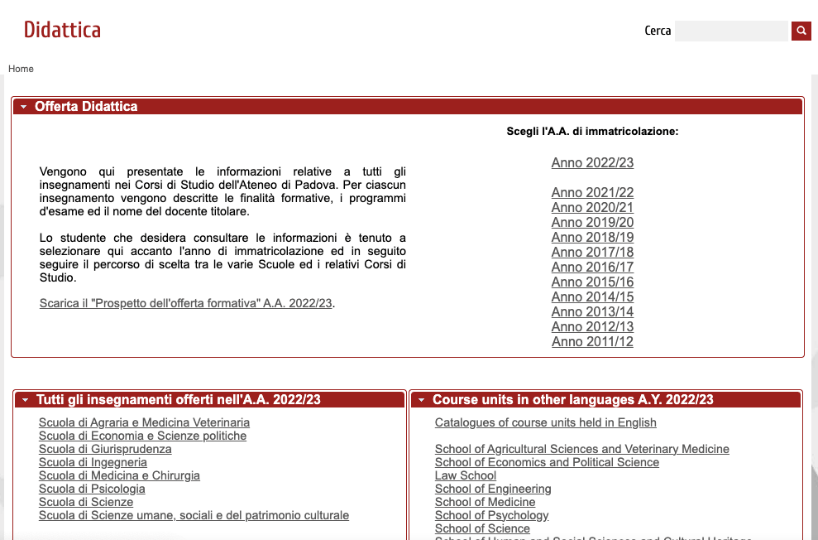 Didattica
Cerca
Home
Offerta Didattica
Scegli l'A.A. di immatricolazione:
Vengono qui presentate le informazioni relative a tutti gli
insegnamenti nei Corsi di Studio dell'Ateneo di Padova. Per ciascun
insegnamento vengono descritte le finalità formative, i programmi
d'esame ed il nome del docente titolare.
Lo studente che desidera consultare le informazioni è tenuto a
selezionare qui accanto l'anno di immatricolazione ed in seguito
seguire il percorso di scelta tra le varie Scuole ed i relativi Corsi di
Studio.
Scarica il "Prospetto dell'offerta formativa" A.A. 2022/23.
Anno 2022/23
Anno 2021/22
Anno 2020/21
Anno 2019/20
Anno 2018/19
Anno 2017/18
Anno 2016/17
Anno 2015/16
Anno 2014/15
Anno 2013/14
Anno 2012/13
Anno 2011/12
Tutti gli insegnamenti offerti nell'A.A. 2022/23
Scuola di Agraria e Medicina Veterinaria
Scuola di Economia e Scienze politiche
Scuola di Giurisprudenza
Scuola di Ingegneria
Scuola di Medicina e Chirurgia
Scuola di Psicologia
Scuola di Scienze
Scuola di Scienze umane, sociali e del patrimonio culturale
Course units in other languages A.Y. 2022/23
Catalogues of course units held in English
School of Agricultural Sciences and Veterinary Medicine
School of Economics and Political Science
Law School
School of Engineering
School of Medicine
School of Psychology
School of Science
School of Human and Social Sciences and Cultural Heritage